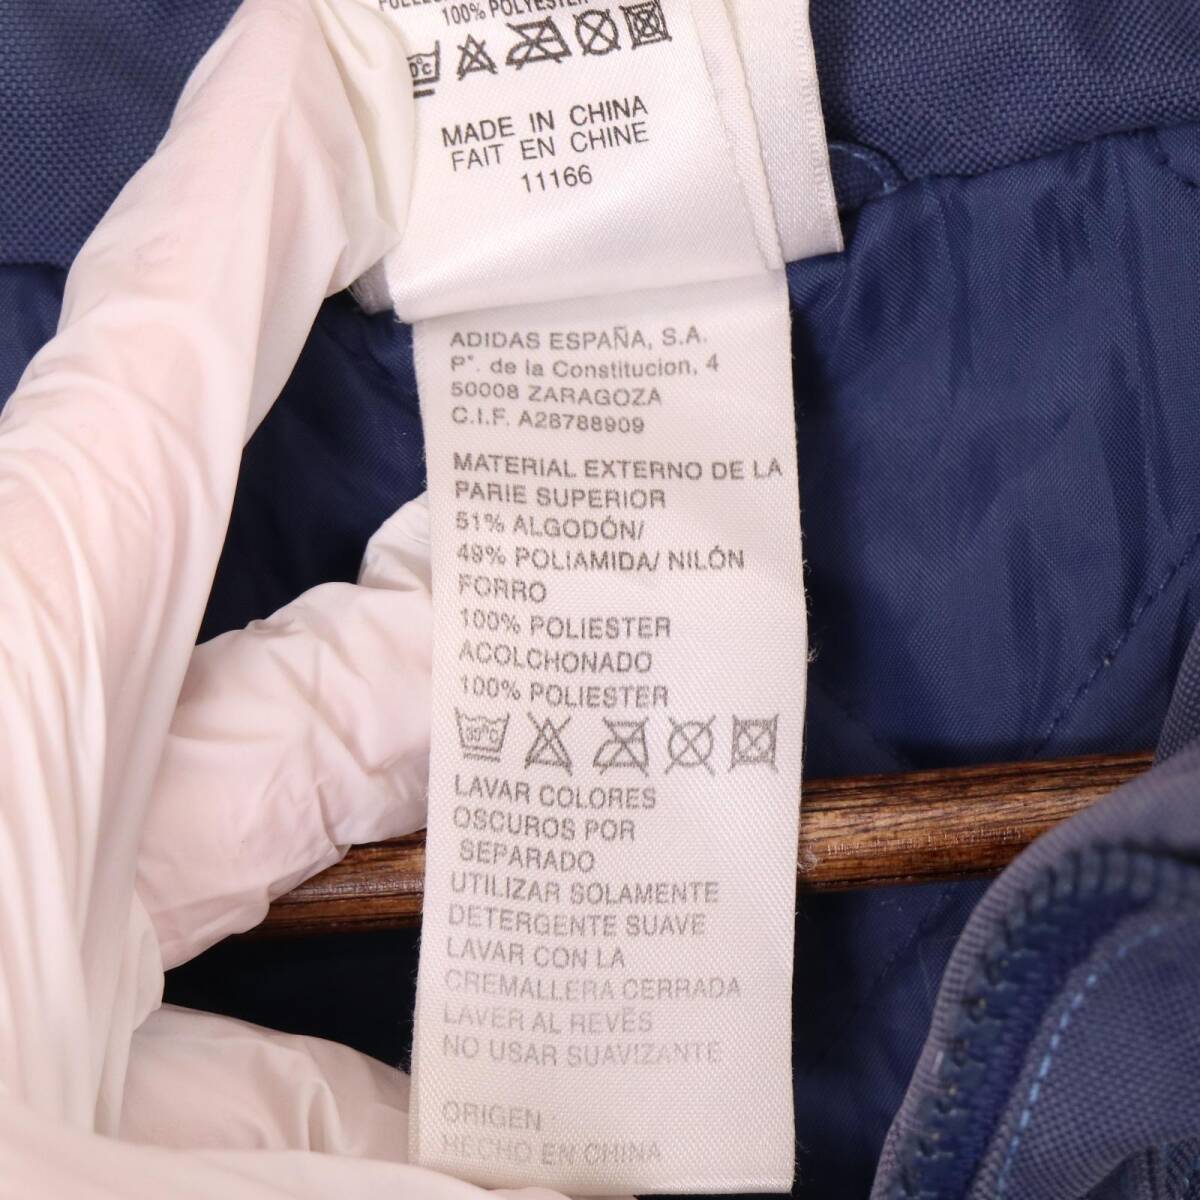 100% POLYESTER
MADE IN CHINA
FAIT EN CHINE
11166
ADIDAS ESPAÑA, S.A.
P°. de la Constitucion, 4
50008 ZARAGOZA
C.I.F. A28788909
MATERIAL EXTERNO DE LA
PARIE SUPERIOR
51% ALGODÓN/
49% POLIAMIDA/ NILÓN
FORRO
100% POLIESTER
ACOLCHONADO
100% POLIESTER
30°C
LAVAR COLORES
OSCUROS POR
SEPARADO
UTILIZAR SOLAMENTE
DETERGENTE SUAVE
LAVAR CON LA
CREMALLERA CERRADA
LAVER AL REVĒS
NO USAR SUAVIZANTE
ORIGEN:
HECHO EN CHINA